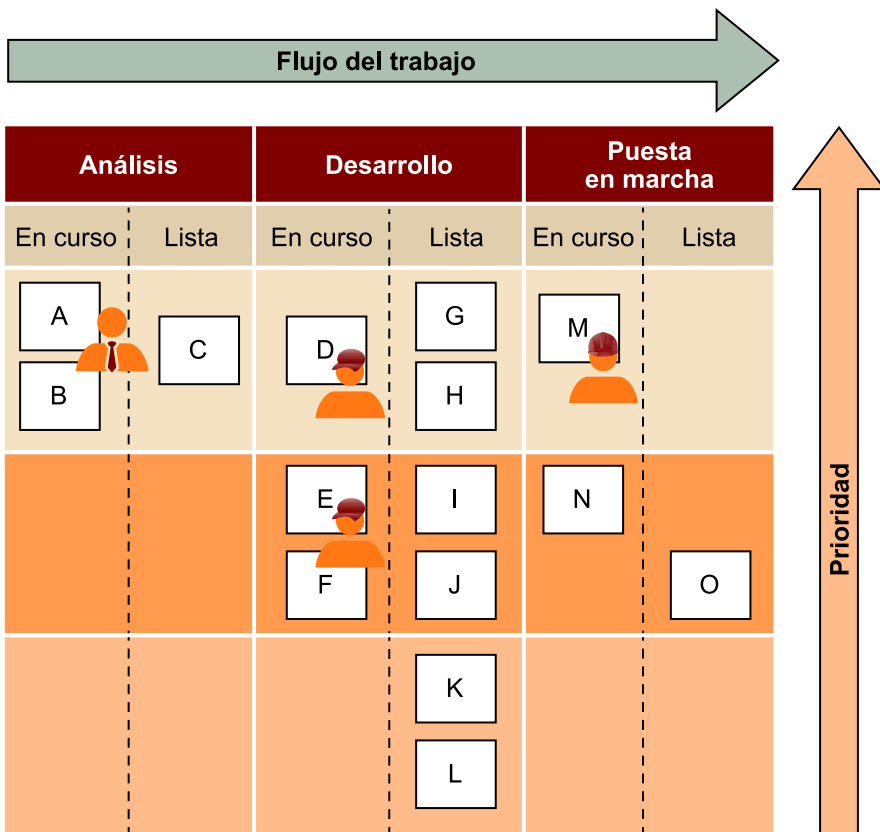 Flujo del trabajo
Análisis
Desarrollo
Puesta
en marcha
En curso
Lista
En curso
Lista
En curso
Lista
A
B
C
D
G
H
M
E
F
I
J
N
O
K
L
Prioridad